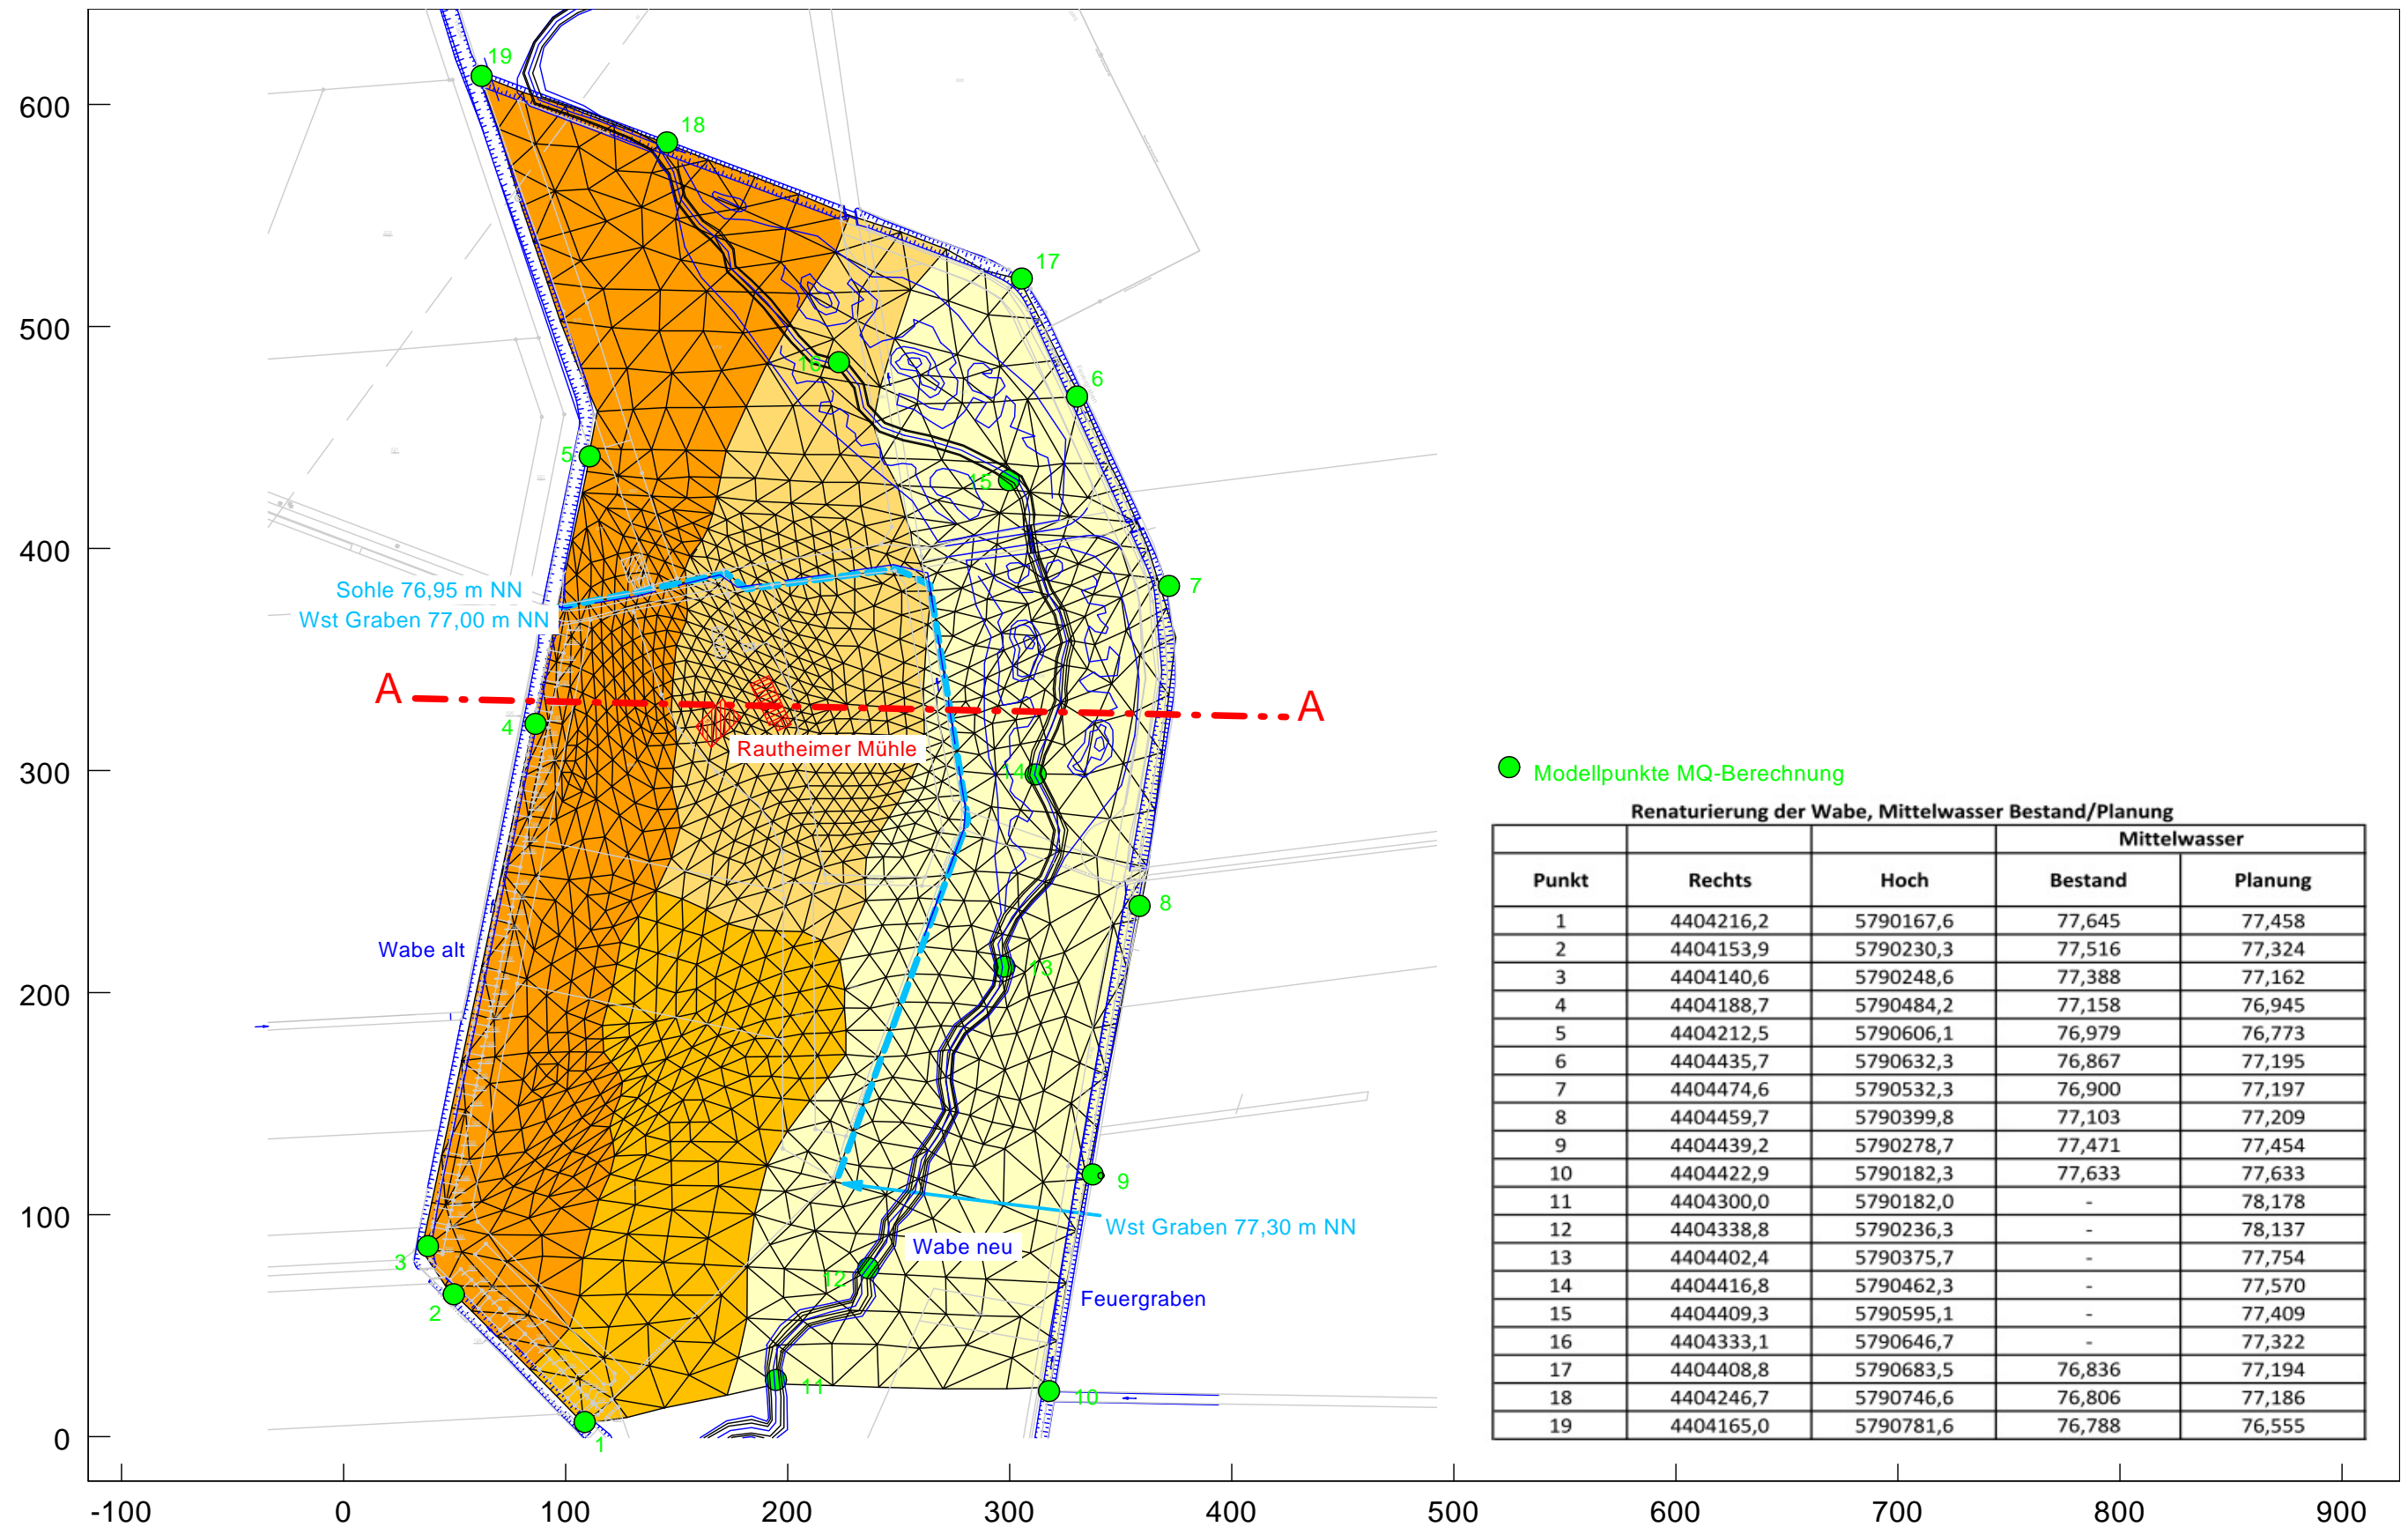 600
500
400
300
200
100
0
-100 0 100 200 300 400 500 600 700 800 900
19
18
17
16
6
5
15
7
Sohle 76,95 m NN
Wst Graben 77,00 m NN
A A
4
Rautheimer Mühle
14
8
Wabe alt
13
9
Wst Graben 77,30 m NN
Wabe neu
3
12
Feuergraben
2
11
10
1
Modellpunkte MQ-Berechnung
Renaturierung der Wabe, Mittelwasser Bestand/Planung
Mittelwasser
Punkt Rechts Hoch Bestand Planung
1 4404216,2 5790167,6 77,645 77,458
2 4404153,9 5790230,3 77,516 77,324
3 4404140,6 5790248,6 77,388 77,162
4 4404188,7 5790484,2 77,158 76,945
5 4404212,5 5790606,1 76,979 76,773
6 4404435,7 5790632,3 76,867 77,195
7 4404474,6 5790532,3 76,900 77,197
8 4404459,7 5790399,8 77,103 77,209
9 4404439,2 5790278,7 77,471 77,454
10 4404422,9 5790182,3 77,633 77,633
11 4404300,0 5790182,0 - 78,178
12 4404338,8 5790236,3 - 78,137
13 4404402,4 5790375,7 - 77,754
14 4404416,8 5790462,3 - 77,570
15 4404409,3 5790595,1 - 77,409
16 4404333,1 5790646,7 - 77,322
17 4404408,8 5790683,5 76,836 77,194
18 4404246,7 5790746,6 76,806 77,186
19 4404165,0 5790781,6 76,788 76,555